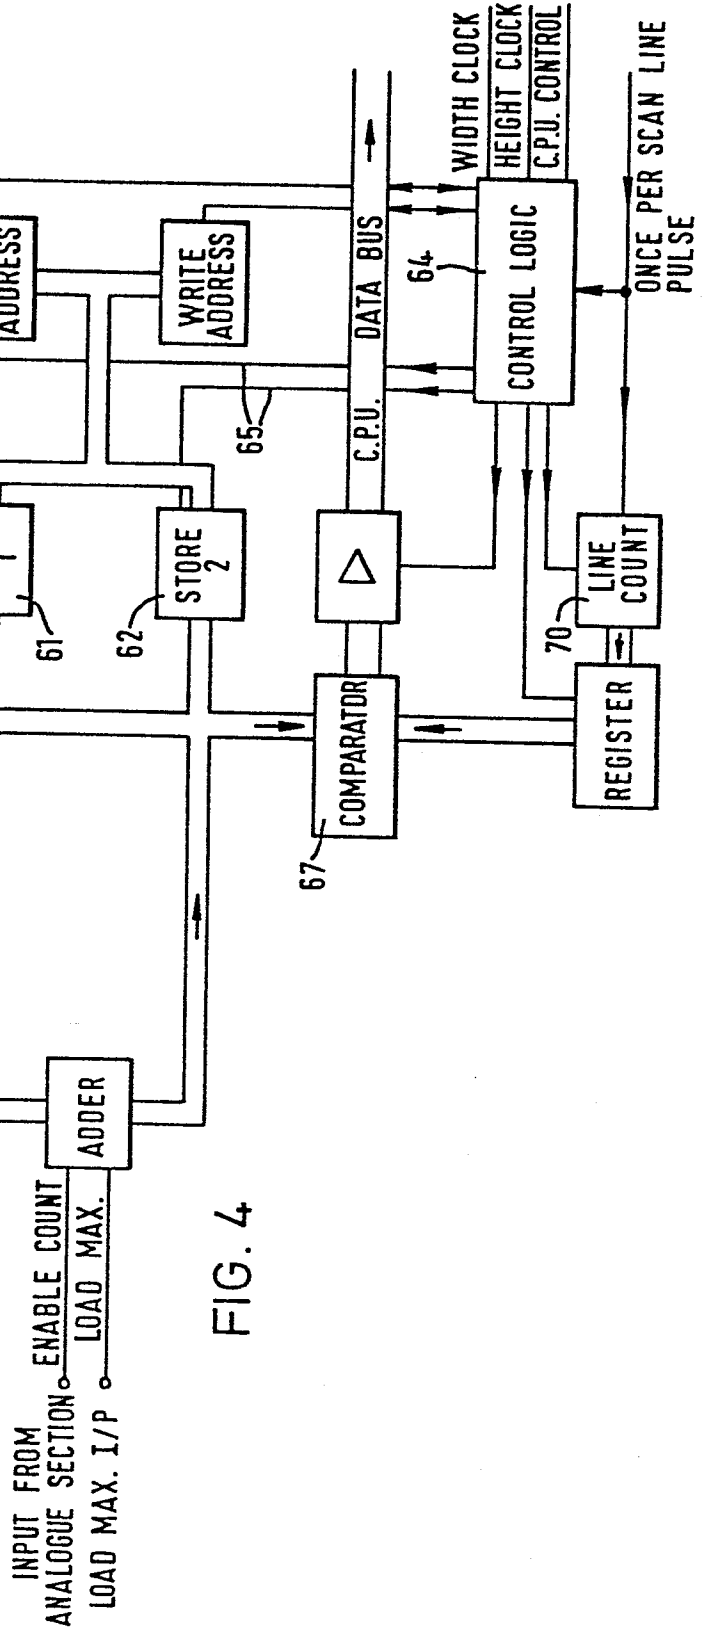 INPUT FROM
ANALOGUE SECTION
ENABLE COUNT
LOAD MAX. I/P
LOAD MAX.
ADDER
FIG. 4
61
1
ADDRESS
62
STORE
2
WRITE
ADDRESS
65
67
COMPARATOR
C.P.U. DATA BUS
64
CONTROL LOGIC
WIDTH CLOCK
HEIGHT CLOCK
C.P.U. CONTROL
REGISTER
70
LINE
COUNT
ONCE PER SCAN LINE
PULSE